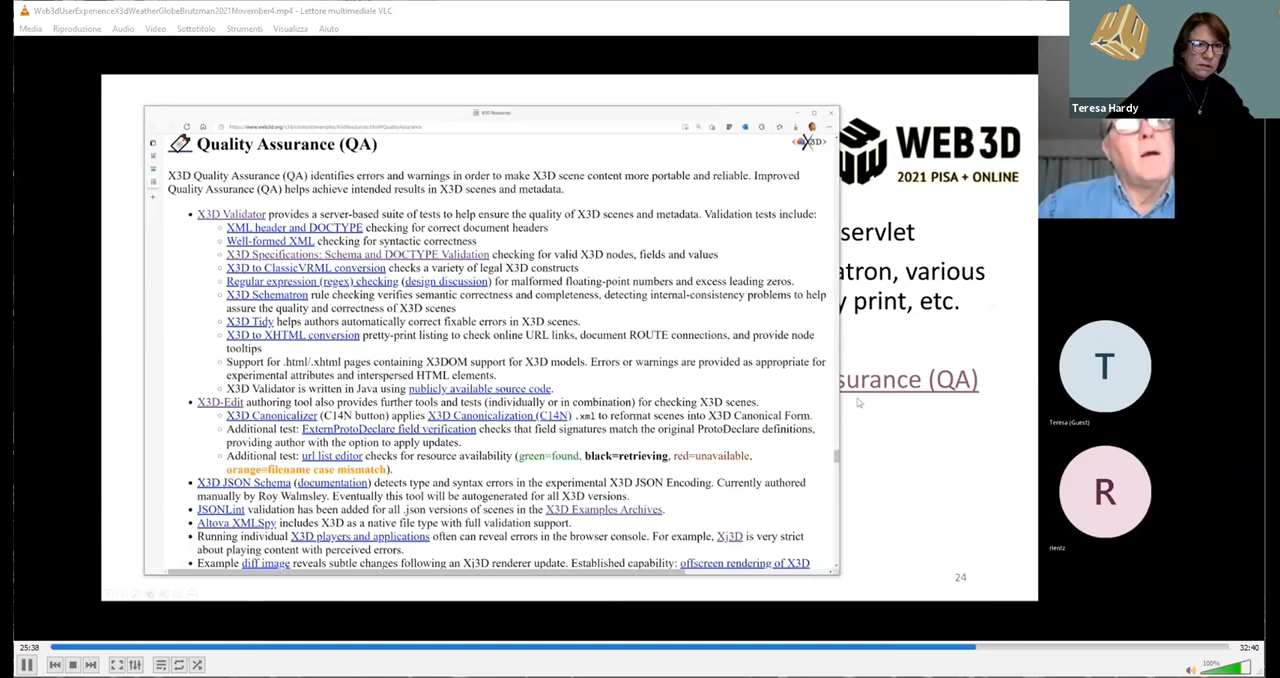 Web3dUserExperienceX3dWeatherGlobeBrutzman2021November4.mp4 - Lettore multimediale VLC
Media Riproduzione Audio Video Sottotitolo Strumenti Visualizza Aiuto
Teresa Hardy
X3D Resources
https://www.web3d.org/x3d/content/examples/X3dResources.html#QualityAssurance
Quality Assurance (QA)
X3D
X3D Quality Assurance (QA) identifies errors and warnings in order to make X3D scene content more portable and reliable. Improved
Quality Assurance (QA) helps achieve intended results in X3D scenes and metadata.
• X3D Validator provides a server-based suite of tests to help ensure the quality of X3D scenes and metadata. Validation tests include:
○ XML header and DOCTYPE checking for correct document headers
○ Well-formed XML checking for syntactic correctness
○ X3D Specifications: Schema and DOCTYPE Validation checking for valid X3D nodes, fields and values
○ X3D to ClassicVRML conversion checks a variety of legal X3D constructs
○ Regular expression (regex) checking (design discussion) for malformed floating-point numbers and excess leading zeros.
○ X3D Schematron rule checking verifies semantic correctness and completeness, detecting internal-consistency problems to help
assure the quality and correctness of X3D scenes
○ X3D Tidy helps authors automatically correct fixable errors in X3D scenes.
○ X3D to XHTML conversion pretty-print listing to check online URL links, document ROUTE connections, and provide node
tooltips
○ Support for .html/.xhtml pages containing X3DOM support for X3D models. Errors or warnings are provided as appropriate for
experimental attributes and interspersed HTML elements.
○ X3D Validator is written in Java using publicly available source code.
• X3D-Edit authoring tool also provides further tools and tests (individually or in combination) for checking X3D scenes.
○ X3D Canonicalizer (C14N button) applies X3D Canonicalization (C14N) .xml to reformat scenes into X3D Canonical Form.
○ Additional test: ExternProtoDeclare field verification checks that field signatures match the original ProtoDeclare definitions,
providing author with the option to apply updates.
○ Additional test: url list editor checks for resource availability (green=found, black=retrieving, red=unavailable,
orange=filename case mismatch).
• X3D JSON Schema (documentation) detects type and syntax errors in the experimental X3D JSON Encoding. Currently authored
manually by Roy Walmsley. Eventually this tool will be autogenerated for all X3D versions.
• JSONLint validation has been added for all .json versions of scenes in the X3D Examples Archives.
• Altova XMLSpy includes X3D as a native file type with full validation support.
• Running individual X3D players and applications often can reveal errors in the browser console. For example, Xj3D is very strict
about playing content with perceived errors.
• Example diff image reveals subtle changes following an Xj3D renderer update. Established capability: offscreen rendering of X3D
WEB3D
2021 PISA + ONLINE
servlet
atron, various
y print, etc.
surance (QA)
24
T
Teresa (Guest)
R
rientz
25:38
32:40
100%